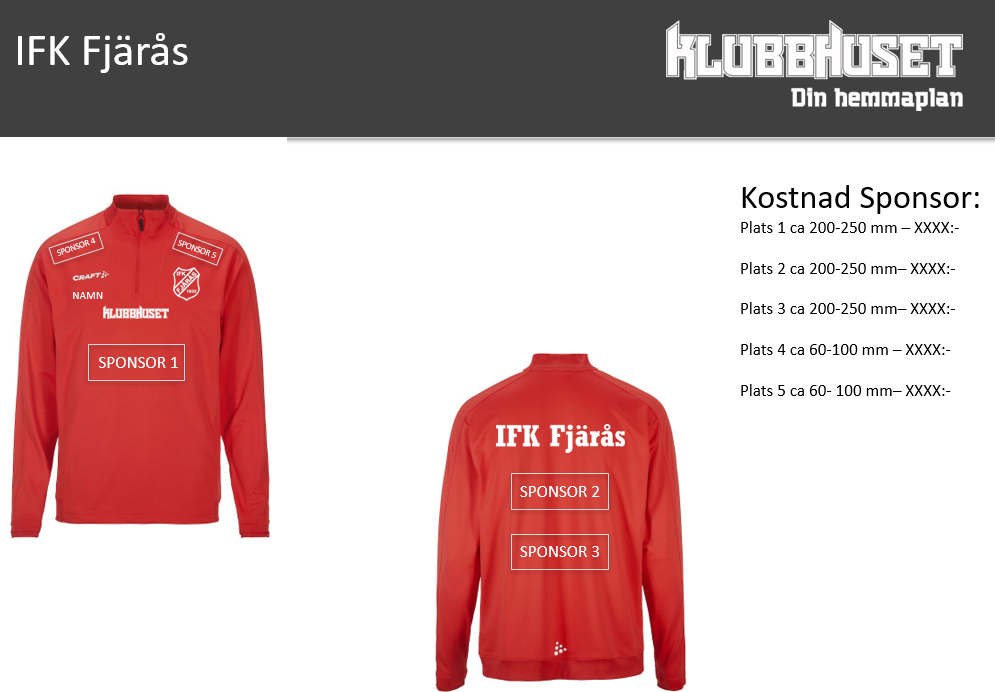 IFK Fjärås
KLUBBHUSET
Din hemmaplan
Kostnad Sponsor:
Plats 1 ca 200-250 mm – XXXX:-
Plats 2 ca 200-250 mm– XXXX:-
Plats 3 ca 200-250 mm– XXXX:-
Plats 4 ca 60-100 mm – XXXX:-
Plats 5 ca 60- 100 mm– XXXX:-
SPONSOR 4
SPONSOR 5
CRAFT
IFK
FJÄRÅS
1932
NAMN
KLUBBHUSET
SPONSOR 1
IFK Fjärås
SPONSOR 2
SPONSOR 3